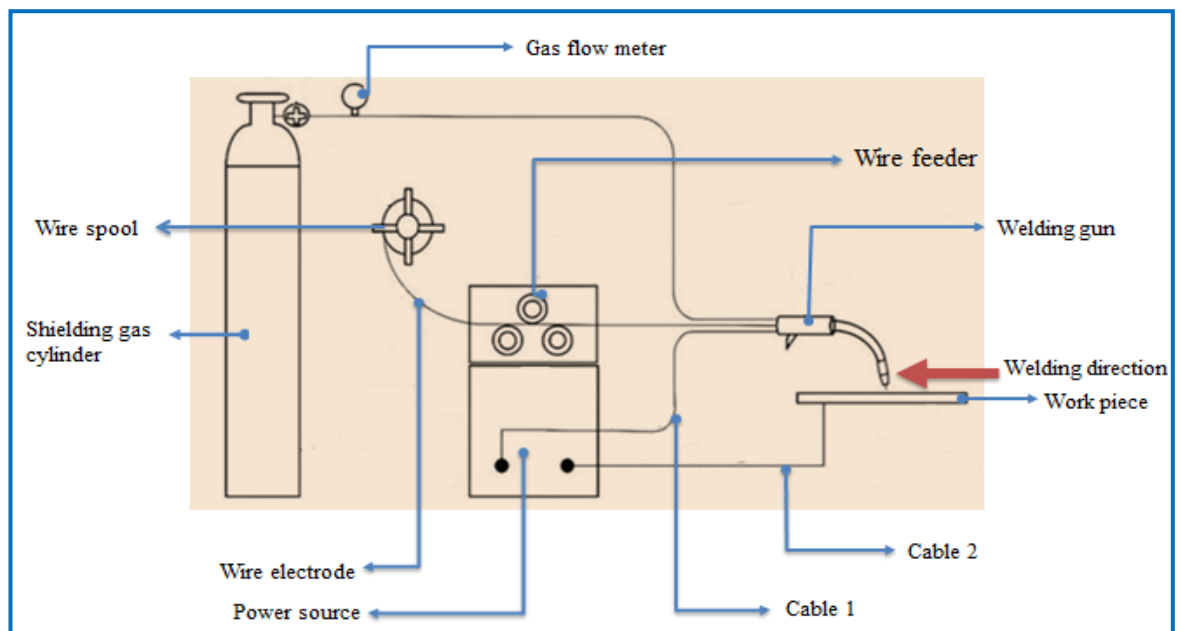 Gas flow meter
Wire feeder
Wire spool
Welding gun
Shielding gas
cylinder
Welding direction
Work piece
Cable 2
Wire electrode
Cable 1
Power source